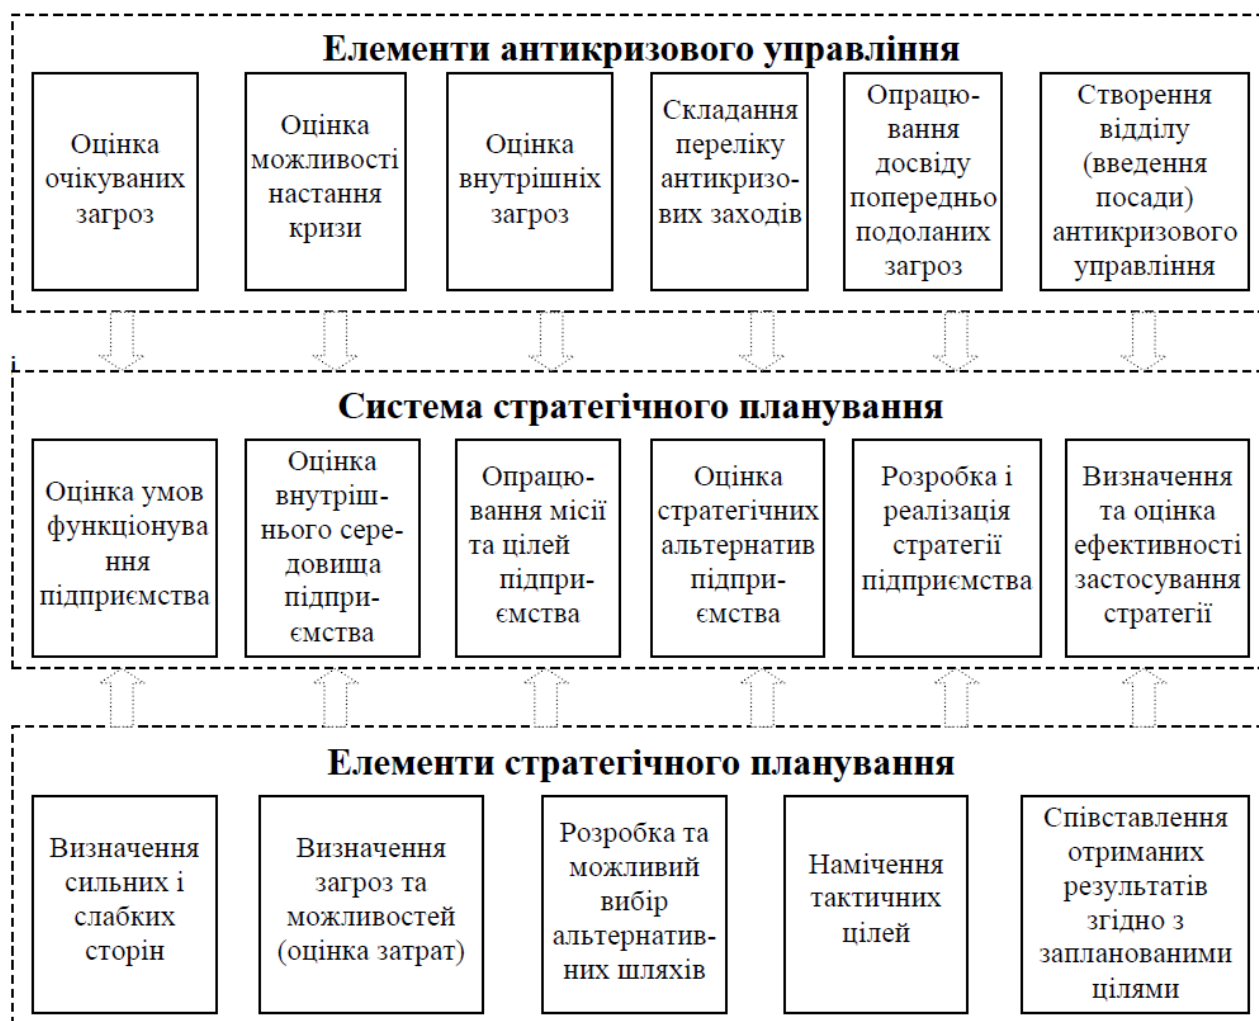 Елементи антикризового управління
Оцінка
очікуваних
загроз
Оцінка
можливості
настання
кризи
Оцінка
внутрішніх
загроз
Складання
переліку
антикризо-
вих заходів
Опрацю-
вання
досвіду
попередньо
подоланих
загроз
Створення
відділу
(введення
посади)
антикризового
управління
і
Система стратегічного планування
Оцінка умов
функціонува
ння
підприємства
Оцінка
внутріш-
нього сере-
довища
підпри-
ємства
Опрацю-
вання місії
та цілей
підпри-
ємства
Оцінка
стратегічних
альтернатив
підпри-
ємства
Розробка і
реалізація
стратегії
підприємства
Визначення
та оцінка
ефективності
застосування
стратегії
Елементи стратегічного планування
Визначення
сильних і
слабких
сторін
Визначення
загроз та
можливостей
(оцінка затрат)
Розробка та
можливий
вибір
альтернатив-
них шляхів
Намічення
тактичних
цілей
Співставлення
отриманих
результатів
згідно з
запланованими
цілями